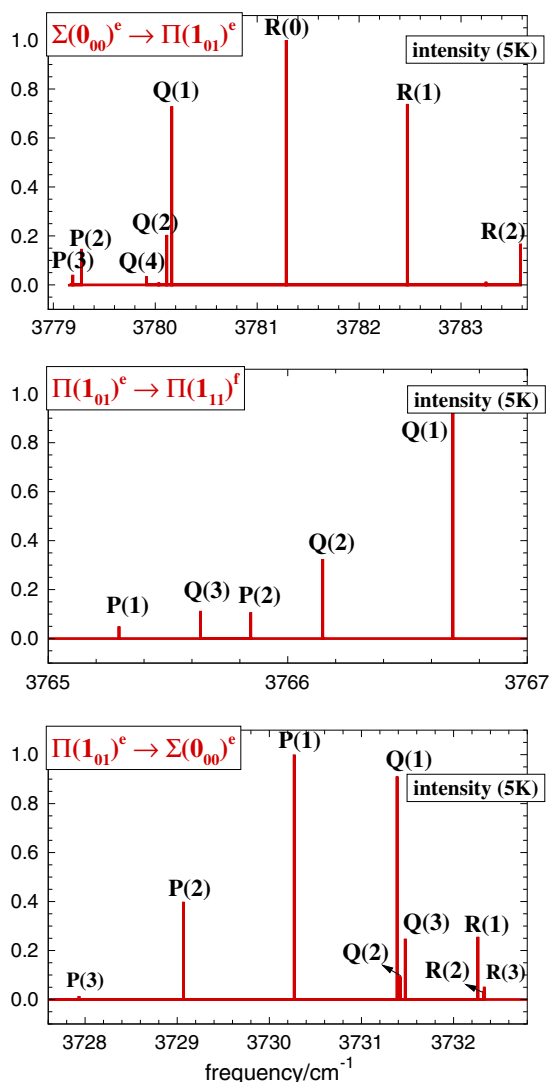 Σ(0₀₀)ᵉ → Π(1₀₁)ᵉ
R(0)
intensity (5K)
1.0
Q(1)
R(1)
0.8
0.6
0.4
Q(2)
R(2)
P(2)
0.2
P(3)
Q(4)
0.0
3779 3780 3781 3782 3783
Π(1₀₁)ᵉ → Π(1₁₁)ᶠ
intensity (5K)
1.0
Q(1)
0.8
0.6
0.4
Q(2)
0.2
P(1)
Q(3)
P(2)
0.0
3765 3766 3767
Π(1₀₁)ᵉ → Σ(0₀₀)ᵉ
P(1)
Q(1)
intensity (5K)
1.0
0.8
0.6
0.4
P(2)
Q(3)
R(1)
Q(2)
0.2
R(2)
R(3)
P(3)
0.0
3728 3729 3730 3731 3732
frequency/cm⁻¹